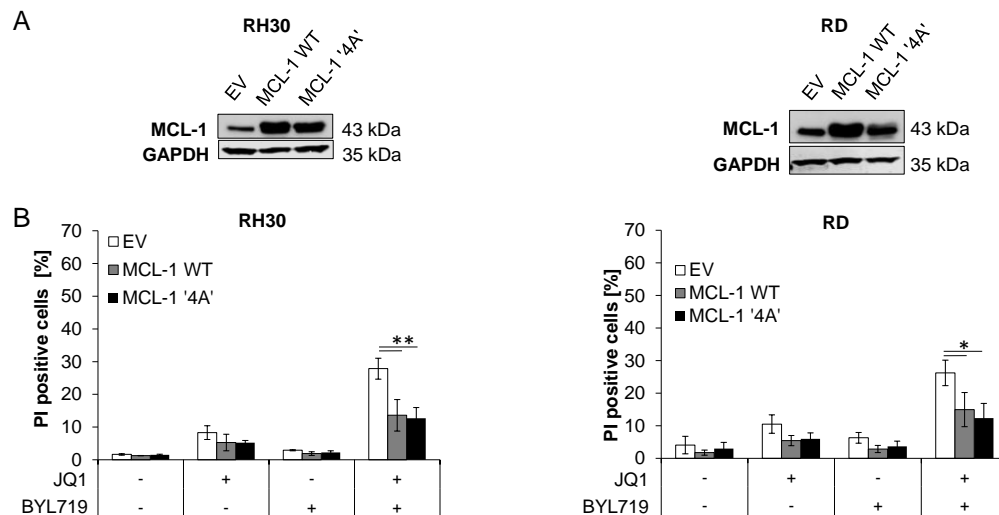 A
RH30
EV
MCL-1 WT
MCL-1 '4A'
MCL-1
43 kDa
GAPDH
35 kDa
RD
EV
MCL-1 WT
MCL-1 '4A'
MCL-1
43 kDa
GAPDH
35 kDa
B
RH30
PI positive cells [%]
70
60
50
40
30
20
10
0
EV
MCL-1 WT
MCL-1 '4A'
**
JQ1 - + - +
BYL719 - - + +
RD
PI positive cells [%]
70
60
50
40
30
20
10
0
EV
MCL-1 WT
MCL-1 '4A'
*
JQ1 - + - +
BYL719 - - + +